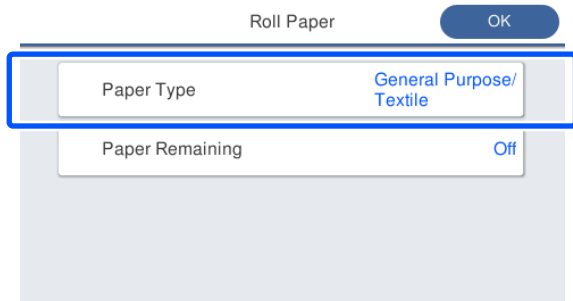 Roll Paper
OK
Paper Type
General Purpose/
Textile
Paper Remaining
Off